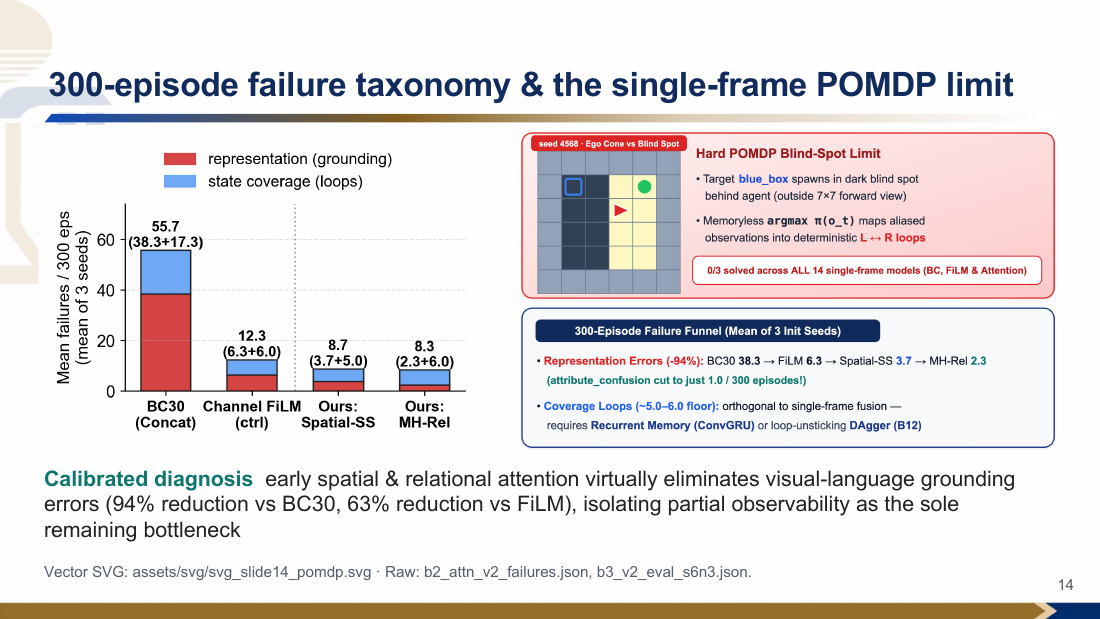 300-episode failure taxonomy & the single-frame POMDP limit
representation (grounding)
state coverage (loops)
Mean failures / 300 eps
(mean of 3 seeds)
60
40
20
0
55.7
(38.3+17.3)
12.3
(6.3+6.0)
8.7
(3.7+5.0)
8.3
(2.3+6.0)
BC30
(Concat)
Channel FiLM
(ctrl)
Ours:
Spatial-SS
Ours:
MH-Rel
seed 4568 · Ego Cone vs Blind Spot
Hard POMDP Blind-Spot Limit
• Target blue_box spawns in dark blind spot
behind agent (outside 7×7 forward view)
• Memoryless argmax π(o_t) maps aliased
observations into deterministic L ↔ R loops
0/3 solved across ALL 14 single-frame models (BC, FiLM & Attention)
300-Episode Failure Funnel (Mean of 3 Init Seeds)
• Representation Errors (-94%): BC30 38.3 → FiLM 6.3 → Spatial-SS 3.7 → MH-Rel 2.3
(attribute_confusion cut to just 1.0 / 300 episodes!)
• Coverage Loops (~5.0–6.0 floor): orthogonal to single-frame fusion —
requires Recurrent Memory (ConvGRU) or loop-unsticking DAgger (B12)
Calibrated diagnosis early spatial & relational attention virtually eliminates visual-language grounding
errors (94% reduction vs BC30, 63% reduction vs FiLM), isolating partial observability as the sole
remaining bottleneck
Vector SVG: assets/svg/svg_slide14_pomdp.svg · Raw: b2_attn_v2_failures.json, b3_v2_eval_s6n3.json.
14